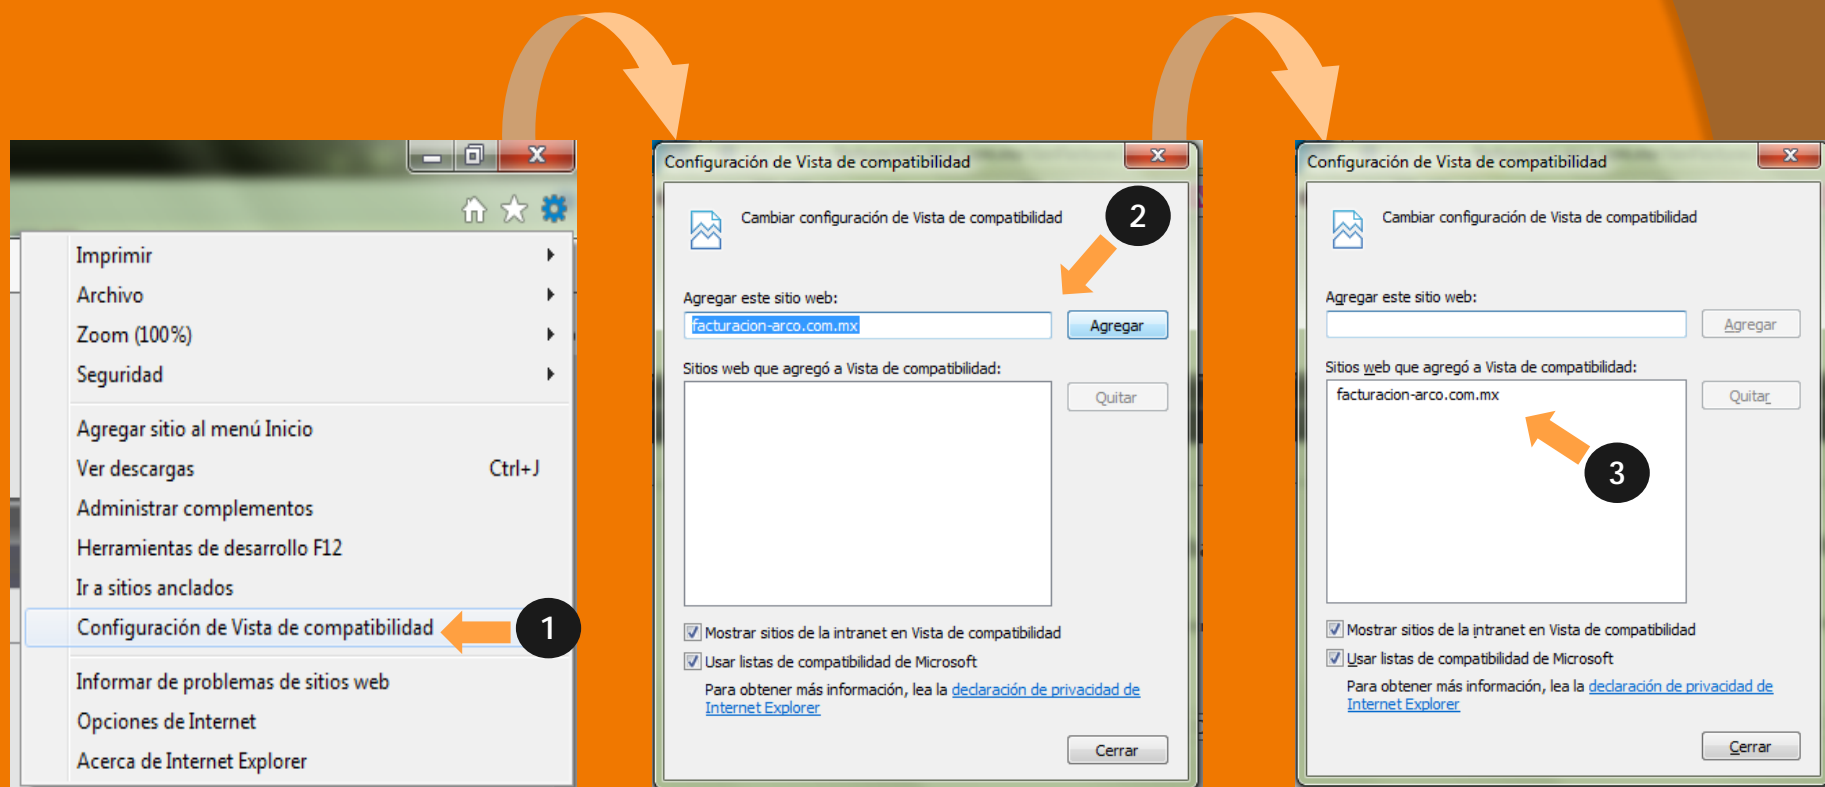 Imprimir
Archivo
Zoom (100%)
Seguridad
Agregar sitio al menú Inicio
Ver descargas Ctrl+J
Administrar complementos
Herramientas de desarrollo F12
Ir a sitios anclados
Configuración de Vista de compatibilidad
1
Informar de problemas de sitios web
Opciones de Internet
Acerca de Internet Explorer
Configuración de Vista de compatibilidad
Cambiar configuración de Vista de compatibilidad
2
Agregar este sitio web:
facturacion-arco.com.mx Agregar
Sitios web que agregó a Vista de compatibilidad:
Quitar
Mostrar sitios de la intranet en Vista de compatibilidad
Usar listas de compatibilidad de Microsoft
Para obtener más información, lea la declaración de privacidad de
Internet Explorer
Cerrar
Configuración de Vista de compatibilidad
Cambiar configuración de Vista de compatibilidad
Agregar este sitio web:
Agregar
Sitios web que agregó a Vista de compatibilidad:
facturacion-arco.com.mx Quitar
3
Mostrar sitios de la intranet en Vista de compatibilidad
Usar listas de compatibilidad de Microsoft
Para obtener más información, lea la declaración de privacidad de
Internet Explorer
Cerrar